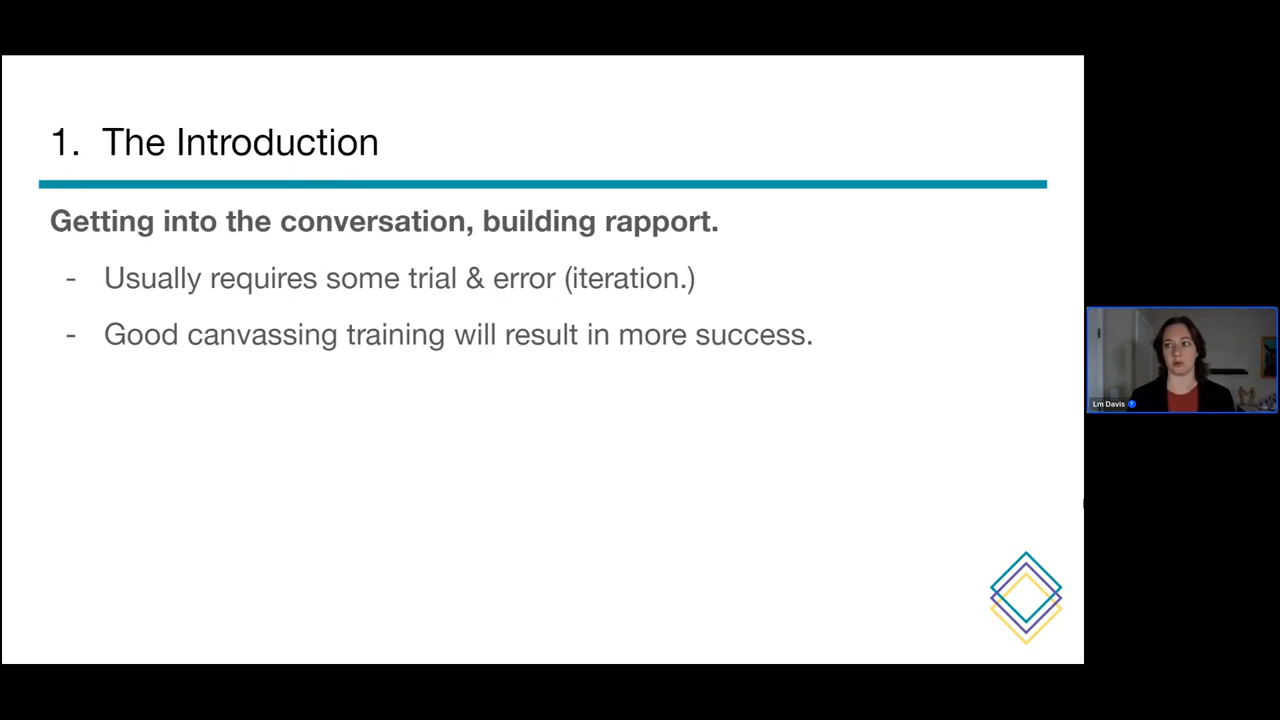 1. The Introduction
Getting into the conversation, building rapport.
- Usually requires some trial & error (iteration.)
- Good canvassing training will result in more success.
Lm Davis